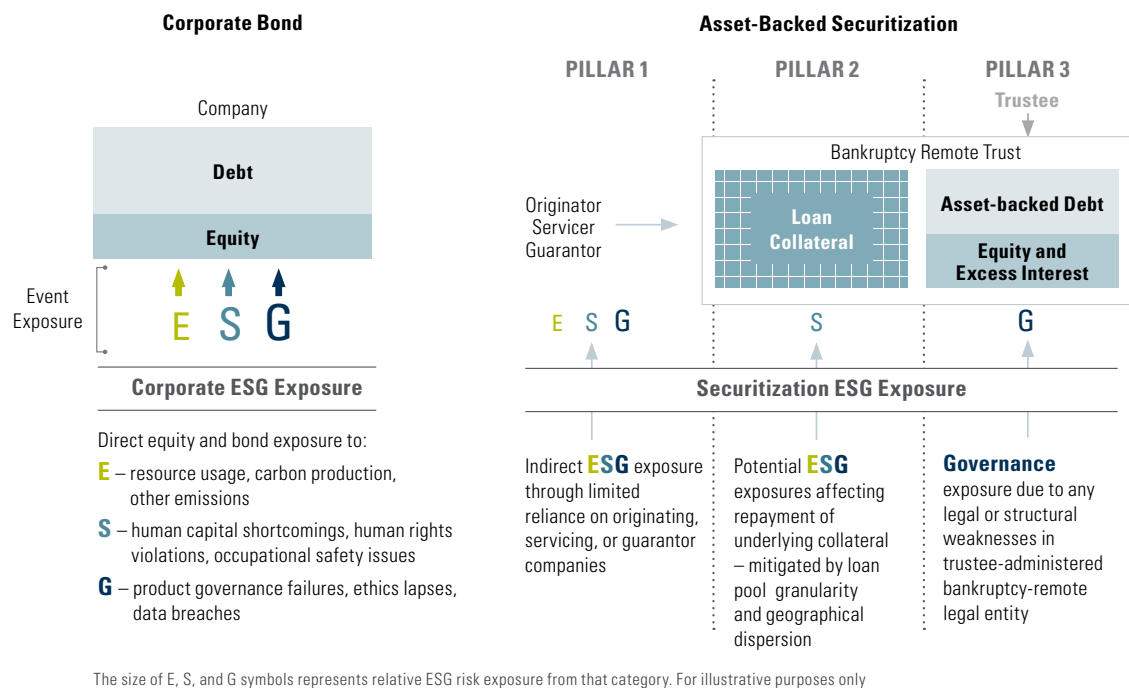 Corporate Bond
Company
Debt
Equity
Event
Exposure
E S G
Corporate ESG Exposure
Direct equity and bond exposure to:
E – resource usage, carbon production,
other emissions
S – human capital shortcomings, human rights
violations, occupational safety issues
G – product governance failures, ethics lapses,
data breaches
Asset-Backed Securitization
PILLAR 1
PILLAR 2
PILLAR 3
Trustee
Bankruptcy Remote Trust
Originator
Servicer
Guarantor
Loan
Collateral
Asset-backed Debt
Equity and
Excess Interest
E S G
S
G
Securitization ESG Exposure
Indirect ESG exposure
through limited
reliance on originating,
servicing, or guarantor
companies
Potential ESG
exposures affecting
repayment of
underlying collateral
– mitigated by loan
pool granularity
and geographical
dispersion
Governance
exposure due to any
legal or structural
weaknesses in
trustee-administered
bankruptcy-remote
legal entity
The size of E, S, and G symbols represents relative ESG risk exposure from that category. For illustrative purposes only